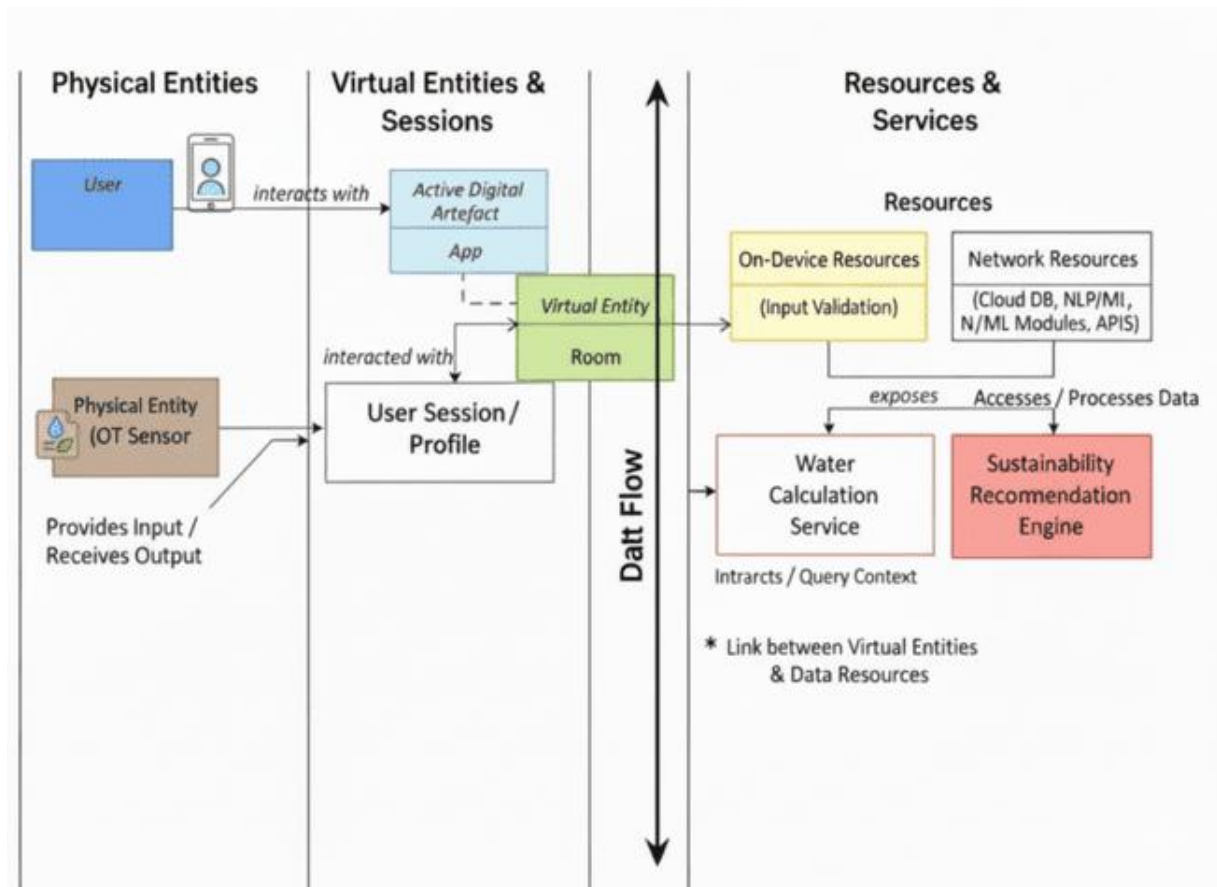 Physical Entities
Virtual Entities &
Sessions
Resources &
Services
User
interacts with
Active Digital
Artefact
App
Resources
On-Device Resources
(Input Validation)
Network Resources
(Cloud DB, NLP/MI,
N/ML Modules, APIS)
Virtual Entity
Room
interacted with
Physical Entity
(OT Sensor
User Session /
Profile
exposes
Accesses / Processes Data
Water
Calculation
Service
Sustainability
Recommendation
Engine
Provides Input /
Receives Output
Datt Flow
Intrarcts / Query Context
* Link between Virtual Entities
& Data Resources